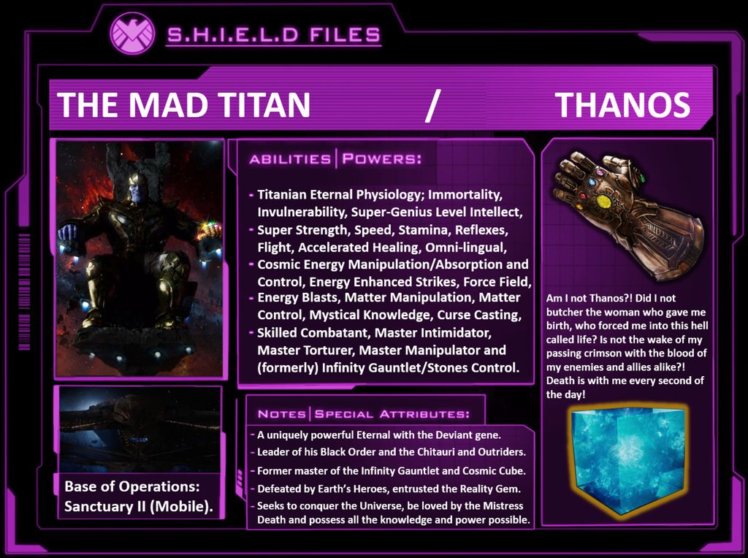 S.H.I.E.L.D FILES
THE MAD TITAN / THANOS
ABILITIES|POWERS:
- Titanian Eternal Physiology; Immortality,
Invulnerability, Super-Genius Level Intellect,
- Super Strength, Speed, Stamina, Reflexes,
Flight, Accelerated Healing, Omni-lingual,
- Cosmic Energy Manipulation/Absorption and
Control, Energy Enhanced Strikes, Force Field,
- Energy Blasts, Matter Manipulation, Matter
Control, Mystical Knowledge, Curse Casting,
- Skilled Combatant, Master Intimidator,
Master Torturer, Master Manipulator and
(formerly) Infinity Gauntlet/Stones Control.
Am I not Thanos?! Did I not
butcher the woman who gave me
birth, who forced me into this hell
called life? Is not the wake of my
passing crimson with the blood of
my enemies and allies alike?!
Death is with me every second of
the day!
Base of Operations:
Sanctuary II (Mobile).
NOTES|SPECIAL ATTRIBUTES:
- A uniquely powerful Eternal with the Deviant gene.
- Leader of his Black Order and the Chitauri and Outriders.
- Former master of the Infinity Gauntlet and Cosmic Cube.
- Defeated by Earth's Heroes, entrusted the Reality Gem.
- Seeks to conquer the Universe, be loved by the Mistress
Death and possess all the knowledge and power possible.